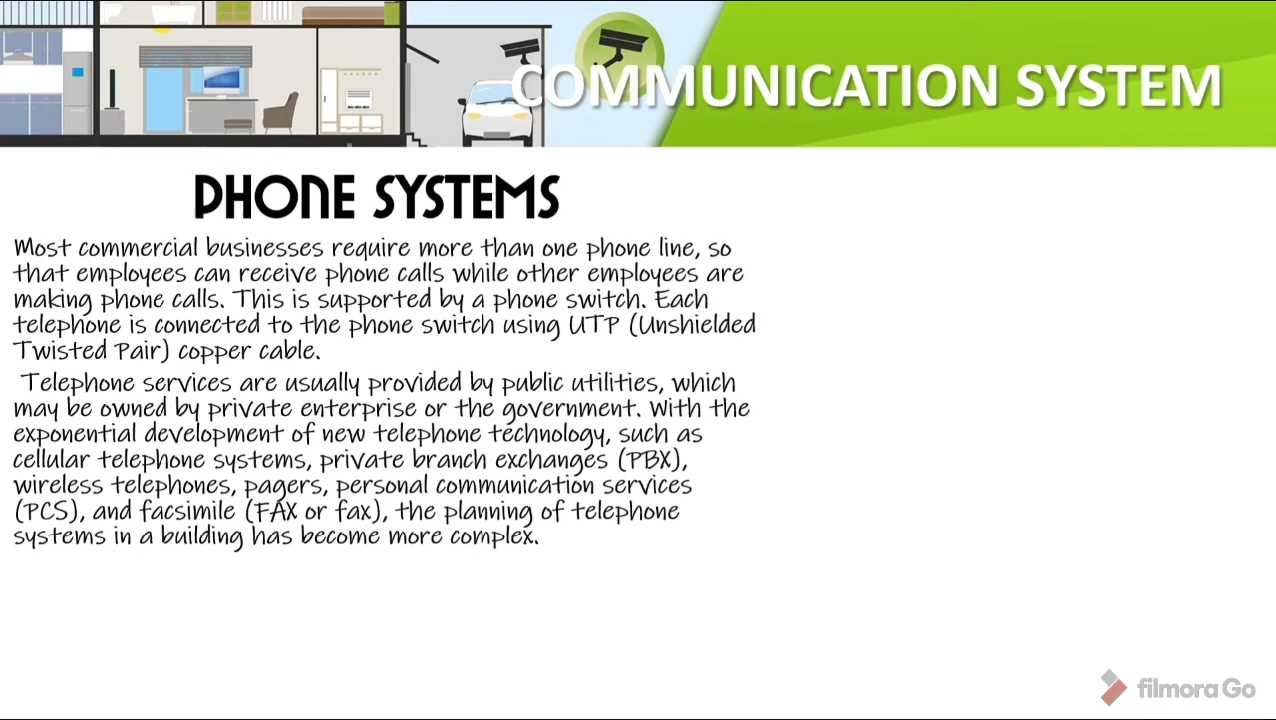 COMMUNICATION SYSTEM
PHONE SYSTEMS
Most commercial businesses require more than one phone line, so
that employees can receive phone calls while other employees are
making phone calls. This is supported by a phone switch. Each
telephone is connected to the phone switch using UTP (Unshielded
Twisted Pair) copper cable.
Telephone services are usually provided by public utilities, which
may be owned by private enterprise or the government. With the
exponential development of new telephone technology, such as
cellular telephone systems, private branch exchanges (PBX),
wireless telephones, pagers, personal communication services
(PCS), and facsimile (FAX or fax), the planning of telephone
systems in a building has become more complex.
filmora Go